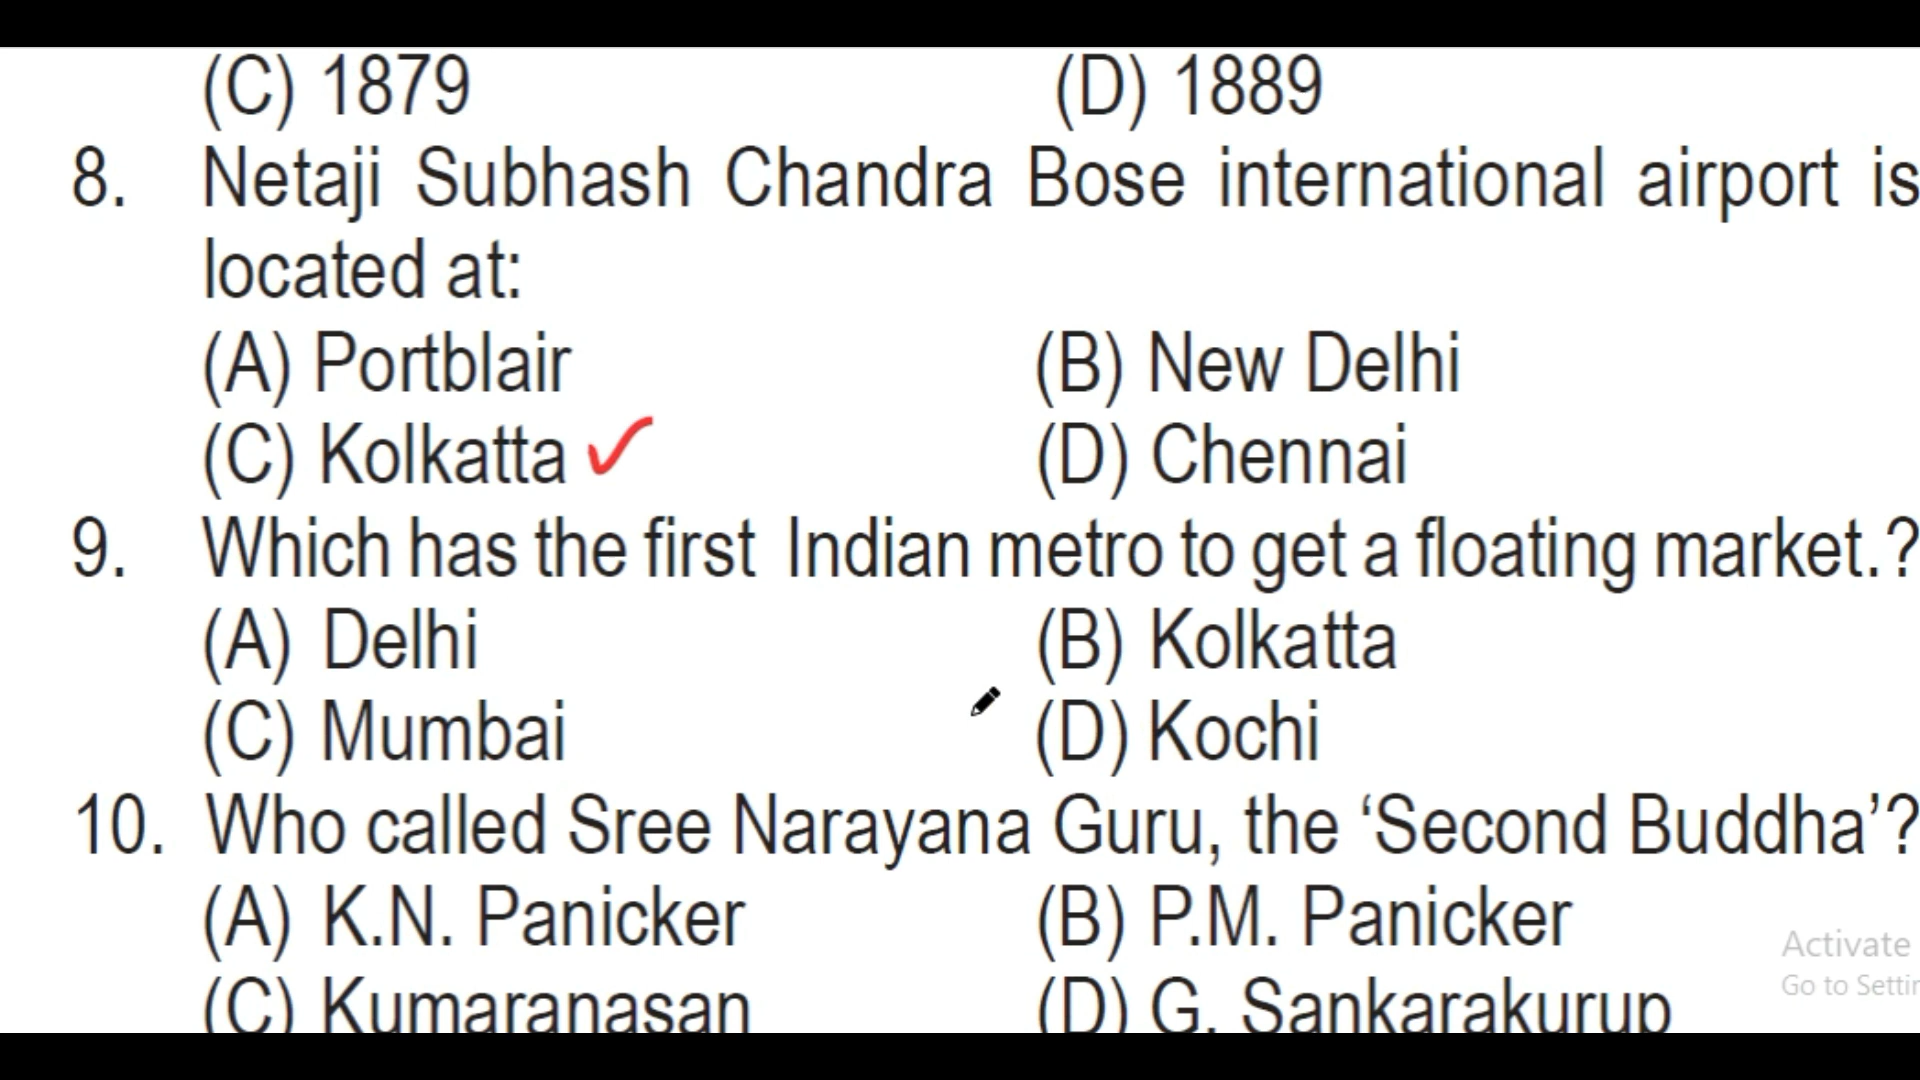 (C) 1879 (D) 1889
8. Netaji Subhash Chandra Bose international airport is
located at:
(A) Portblair (B) New Delhi
(C) Kolkatta (D) Chennai
9. Which has the first Indian metro to get a floating market.?
(A) Delhi (B) Kolkatta
(C) Mumbai (D) Kochi
10. Who called Sree Narayana Guru, the ‘Second Buddha’?
(A) K.N. Panicker (B) P.M. Panicker
(C) Kumaranasan (D) G. Sankarakurup
Activate
Go to Settin